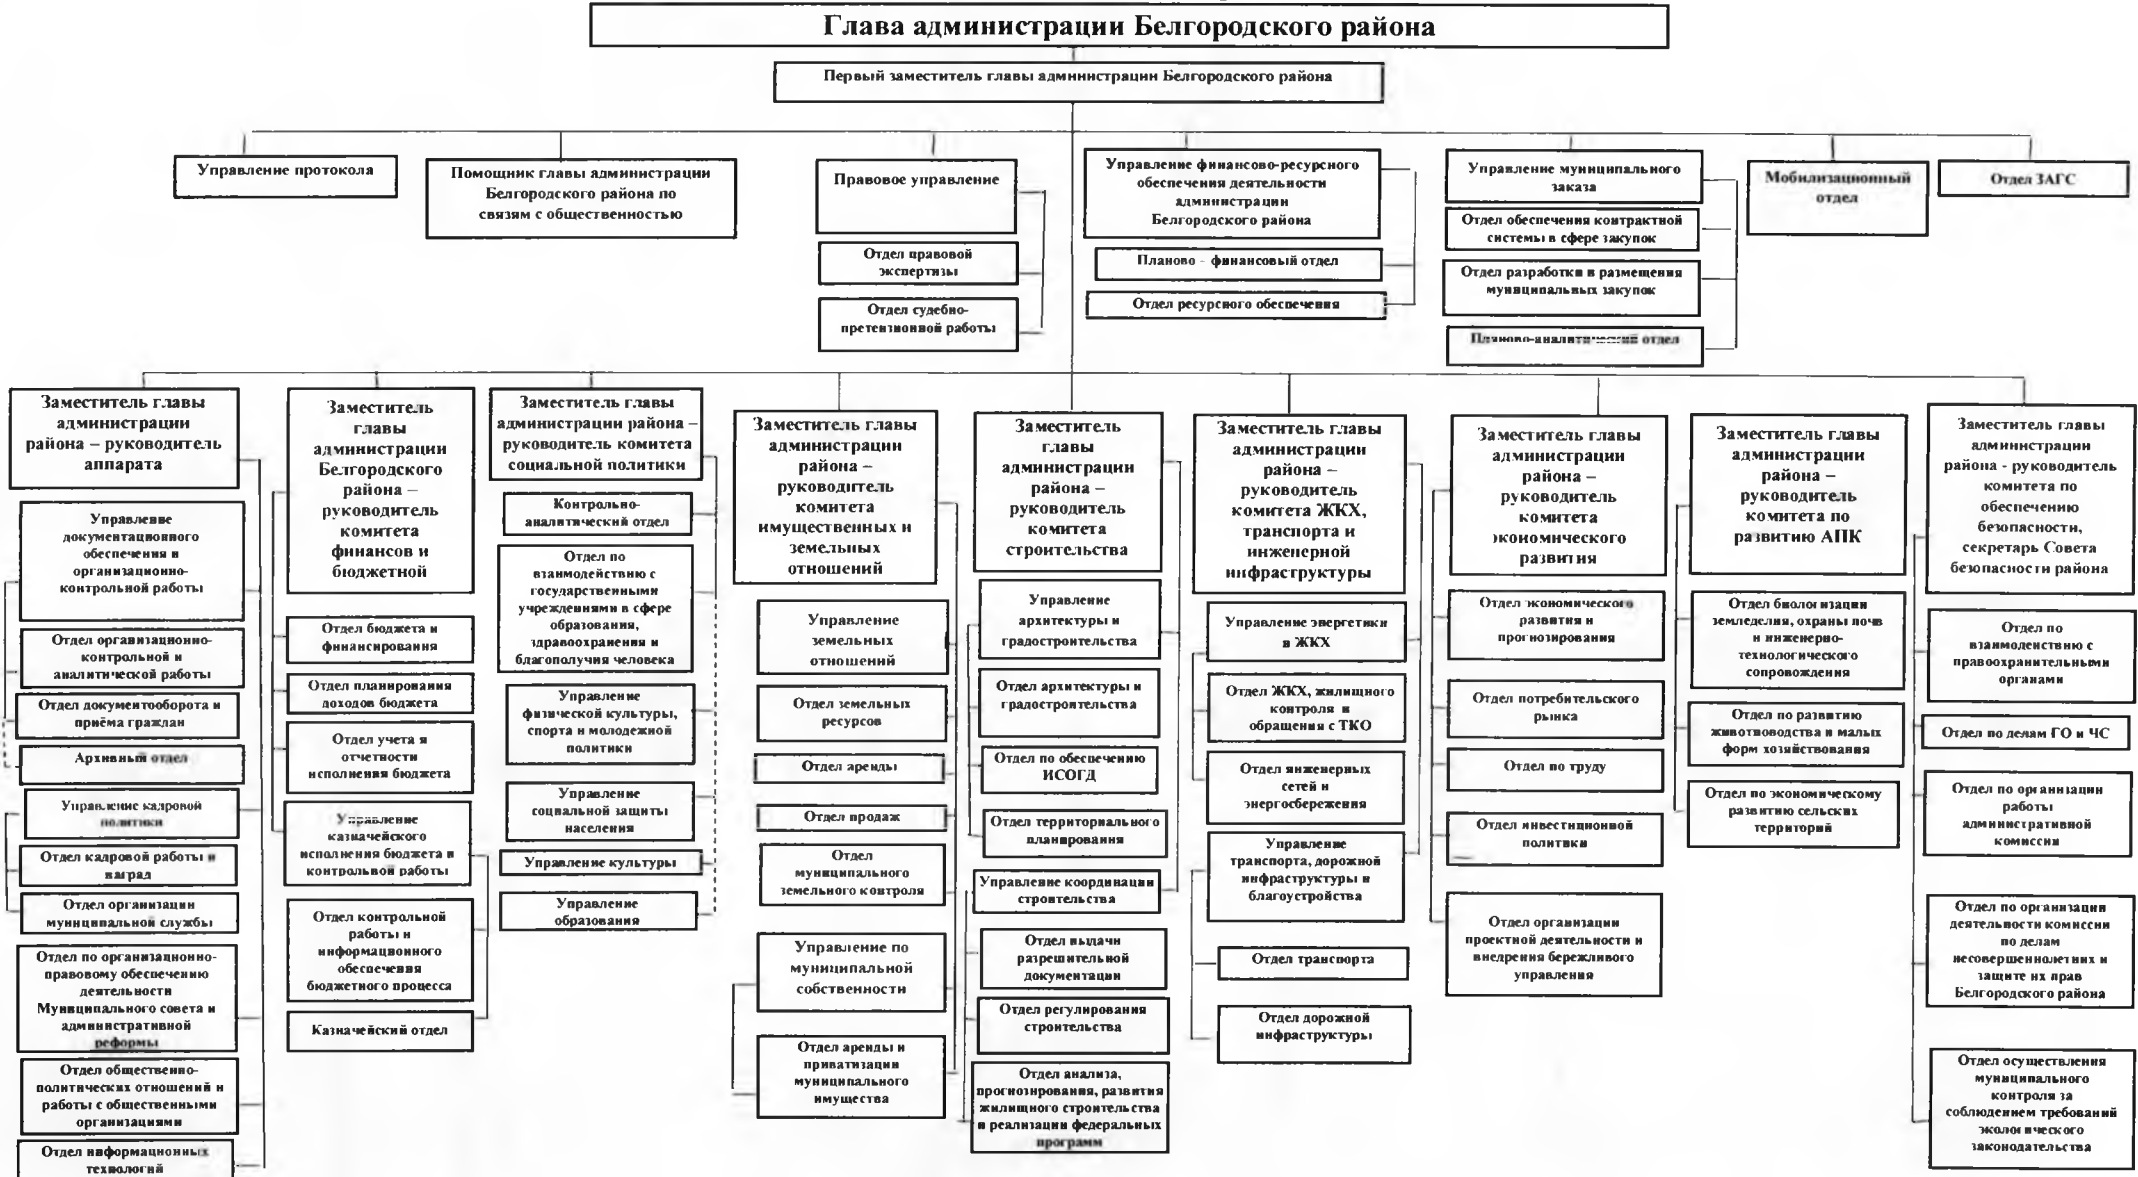 Глава администрации Белгородского района
Первый заместитель главы администрации Белгородского района
Управление протокола
Помощник главы администрации
Белгородского района по
связям с общественностью
Правовое управление
Отдел правовой
экспертизы
Отдел судебно-
претензионной работы
Управление финансово-ресурсного
обеспечения деятельности
администрации
Белгородского района
Планово - финансовый отдел
Отдел ресурсного обеспечения
Управление муниципального
заказа
Отдел обеспечения контрактной
системы в сфере закупок
Отдел разработки и размещения
муниципальных закупок
Планово-аналитический отдел
Мобилизационный
отдел
Отдел ЗАГС
Заместитель главы
администрации
района – руководитель
аппарата
Управление
документационного
обеспечения и
организационно-
контрольной работы
Отдел организационно-
контрольной и
аналитической работы
Отдел документооборота и
приёма граждан
Архивный отдел
Управление кадровой
политики
Отдел кадровой работы и
наград
Отдел организации
муниципальной службы
Отдел по организационно-
правовому обеспечению
деятельности
Муниципального совета и
административной
реформы
Отдел общественно-
политических отношений и
работы с общественными
организациями
Отдел информационных
технологий
Заместитель
главы
администрации
Белгородского
района –
руководитель
комитета
финансов и
бюджетной
Отдел бюджета и
финансирования
Отдел планирования
доходов бюджета
Отдел учета и
отчетности
исполнения бюджета
Управление
казначейского
исполнения бюджета и
контрольной работы
Отдел контрольной
работы и
информационного
обеспечения
бюджетного процесса
Казначейский отдел
Заместитель главы
администрации района –
руководитель комитета
социальной политики
Контрольно-
аналитический отдел
Отдел по
взаимодействию с
государственными
учреждениями в сфере
образования,
здравоохранения и
благополучия человека
Управление
физической культуры,
спорта и молодежной
политики
Управление
социальной защиты
населения
Управление культуры
Управление
образования
Заместитель главы
администрации
района –
руководитель
комитета
имущественных и
земельных
отношений
Управление
земельных
отношений
Отдел земельных
ресурсов
Отдел аренды
Отдел продаж
Отдел
муниципального
земельного контроля
Управление по
муниципальной
собственности
Отдел аренды и
приватизации
муниципального
имущества
Заместитель
главы
администрации
района –
руководитель
комитета
строительства
Управление
архитектуры и
градостроительства
Отдел архитектуры и
градостроительства
Отдел по обеспечению
ИСОГД
Отдел территориального
планирования
Управление координации
строительства
Отдел выдачи
разрешительной
документации
Отдел регулирования
строительства
Отдел анализа,
прогнозирования, развития
жилищного строительства
и реализации федеральных
программ
Заместитель главы
администрации
района –
руководитель
комитета ЖКХ,
транспорта и
инженерной
инфраструктуры
Управление энергетики
и ЖКХ
Отдел ЖКХ, жилищного
контроля и
обращения с ТКО
Отдел инженерных
сетей и
энергосбережения
Управление
транспорта, дорожной
инфраструктуры и
благоустройства
Отдел транспорта
Отдел дорожной
инфраструктуры
Заместитель главы
администрации
района –
руководитель
комитета
экономического
развития
Отдел экономического
развития и
прогнозирования
Отдел потребительского
рынка
Отдел по труду
Отдел инвестиционной
политики
Отдел организации
проектной деятельности и
внедрения бережливого
управления
Заместитель главы
администрации
района –
руководитель
комитета по
развитию АПК
Отдел биологизации
земледелия, охраны почв
и инженерно-
технологического
сопровождения
Отдел по развитию
животноводства и малых
форм хозяйствования
Отдел по экономическому
развитию сельских
территорий
Заместитель главы
администрации
района - руководитель
комитета по
обеспечению
безопасности,
секретарь Совета
безопасности района
Отдел по
взаимодействию с
правоохранительными
органами
Отдел по делам ГО и ЧС
Отдел по организации
работы
административной
комиссии
Отдел по организации
деятельности комиссии
по делам
несовершеннолетних и
защите их прав
Белгородского района
Отдел осуществления
муниципального
контроля за
соблюдением требований
экологического
законодательства